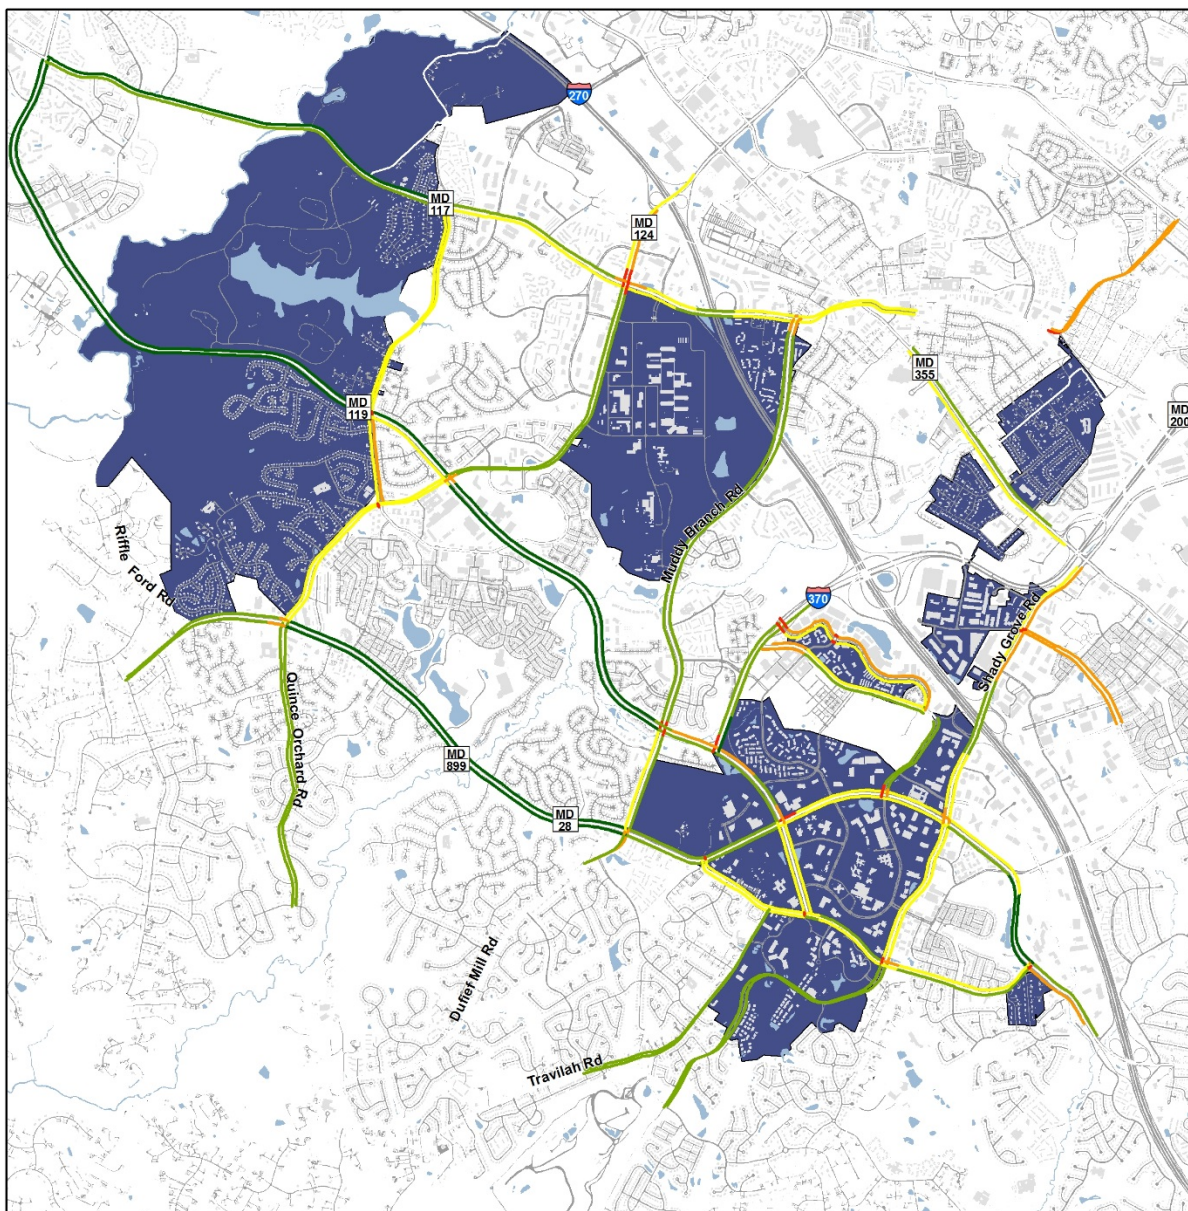 270
MD
117
MD
124
MD
355
MD
119
MD
200
Muddy Branch Rd
Riffle Ford Rd
370
Shady Grove Rd
Quince Orchard Rd
MD
899
MD
28
Dufief Mill Rd
Travilah Rd